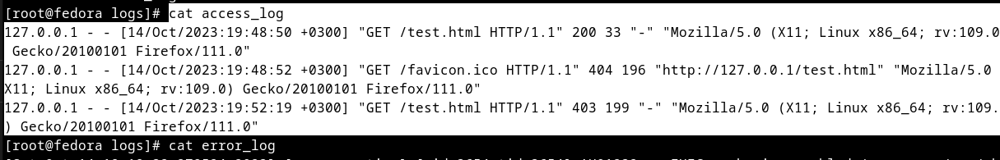 [root@fedora logs]# cat access_log
127.0.0.1 - - [14/Oct/2023:19:48:50 +0300] "GET /test.html HTTP/1.1" 200 33 "-" "Mozilla/5.0 (X11; Linux x86_64; rv:109.0
Gecko/20100101 Firefox/111.0"
127.0.0.1 - - [14/Oct/2023:19:48:52 +0300] "GET /favicon.ico HTTP/1.1" 404 196 "http://127.0.0.1/test.html" "Mozilla/5.0
X11; Linux x86_64; rv:109.0) Gecko/20100101 Firefox/111.0"
127.0.0.1 - - [14/Oct/2023:19:52:19 +0300] "GET /test.html HTTP/1.1" 403 199 "-" "Mozilla/5.0 (X11; Linux x86_64; rv:109.
) Gecko/20100101 Firefox/111.0"
[root@fedora logs]# cat error_log